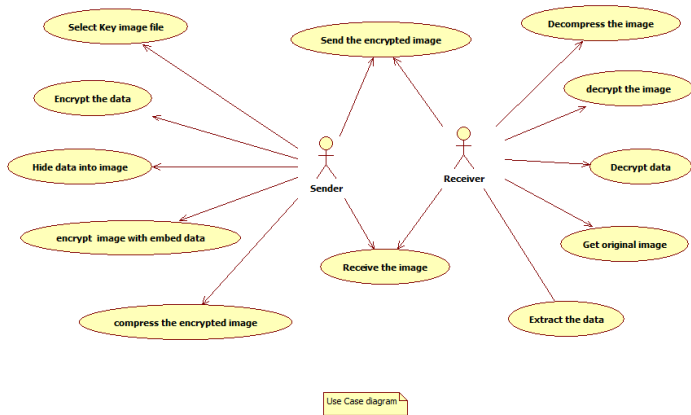 Select Key image file
Send the encrypted image
Decompress the image
Encrypt the data
decrypt the image
Hide data into image
Sender
Receiver
Decrypt data
encrypt image with embed data
Receive the image
Get original image
compress the encrypted image
Extract the data
Use Case diagram